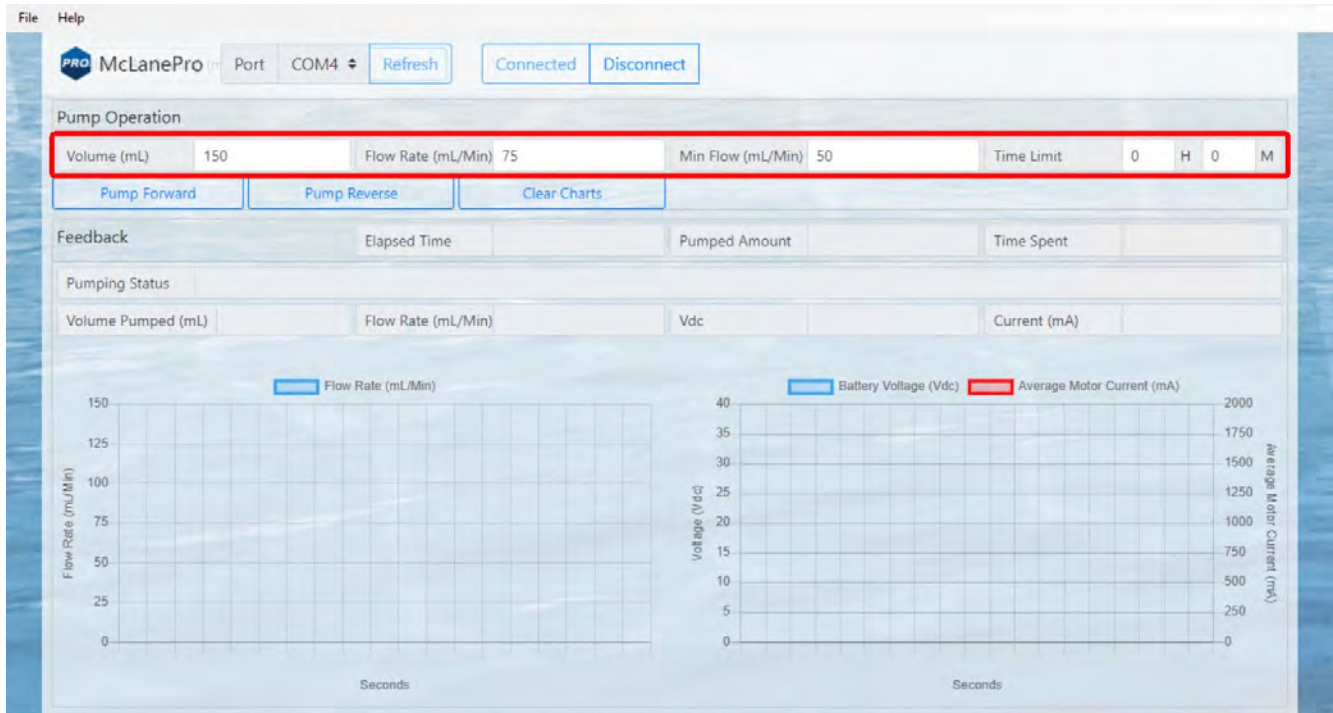 File Help
PRO McLanePro Port COM4 Refresh Connected Disconnect
Pump Operation
Volume (mL) 150 Flow Rate (mL/Min) 75 Min Flow (mL/Min) 50 Time Limit 0 H 0 M
Pump Forward Pump Reverse Clear Charts
Feedback Elapsed Time Pumped Amount Time Spent
Pumping Status
Volume Pumped (mL) Flow Rate (mL/Min) Vdc Current (mA)
Flow Rate (mL/Min)
150
125
100
75
50
25
0
Flow Rate (mL/Min)
Seconds
Battery Voltage (Vdc) Average Motor Current (mA)
40
35
30
25
20
15
10
5
0
Voltage (Vdc)
2000
1750
1500
1250
1000
750
500
250
0
Average Motor Current (mA)
Seconds